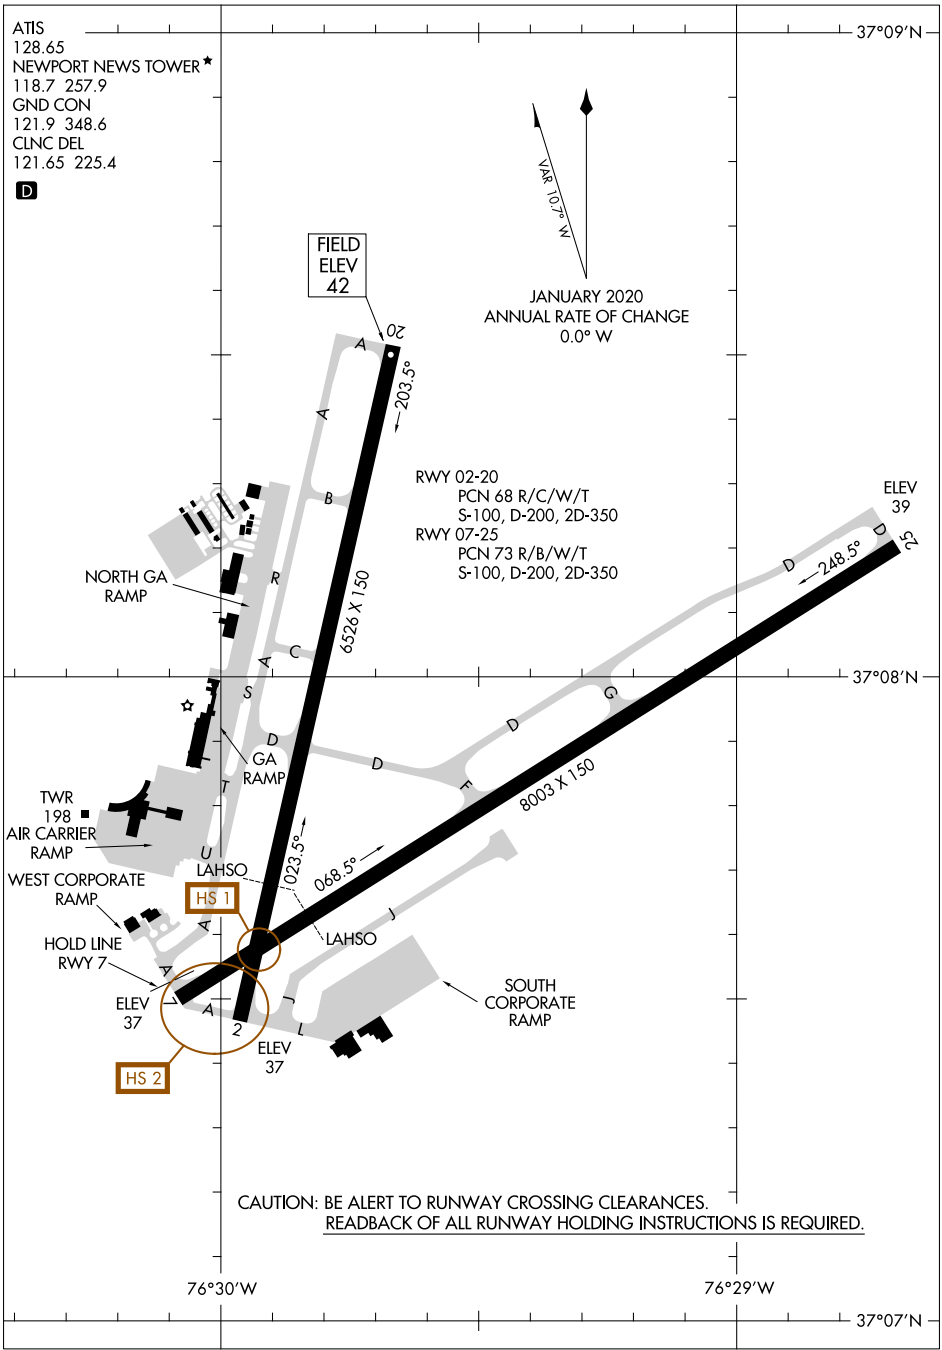 ATIS
128.65
NEWPORT NEWS TOWER
118.7 257.9
GND CON
121.9 348.6
CLNC DEL
121.65 225.4
D
37°09'N
VAR 10.7° W
JANUARY 2020
ANNUAL RATE OF CHANGE
0.0° W
FIELD
ELEV
42
20
A
203.5°
A
B
RWY 02-20
PCN 68 R/C/W/T
S-100, D-200, 2D-350
RWY 07-25
PCN 73 R/B/W/T
S-100, D-200, 2D-350
ELEV
39
D
25
248.5°
D
NORTH GA
RAMP
R
6526 X 150
C
A
S
37°08'N
G
D
D
D
GA
RAMP
T
F
8003 X 150
TWR
198
AIR CARRIER
RAMP
U
LAHSO
023.5°
068.5°
WEST CORPORATE
RAMP
HS 1
A
J
LAHSO
HOLD LINE
RWY 7
A
ELEV
37
7
A
2
J
L
SOUTH
CORPORATE
RAMP
ELEV
37
HS 2
CAUTION: BE ALERT TO RUNWAY CROSSING CLEARANCES.
READBACK OF ALL RUNWAY HOLDING INSTRUCTIONS IS REQUIRED.
76°30'W
76°29'W
37°07'N